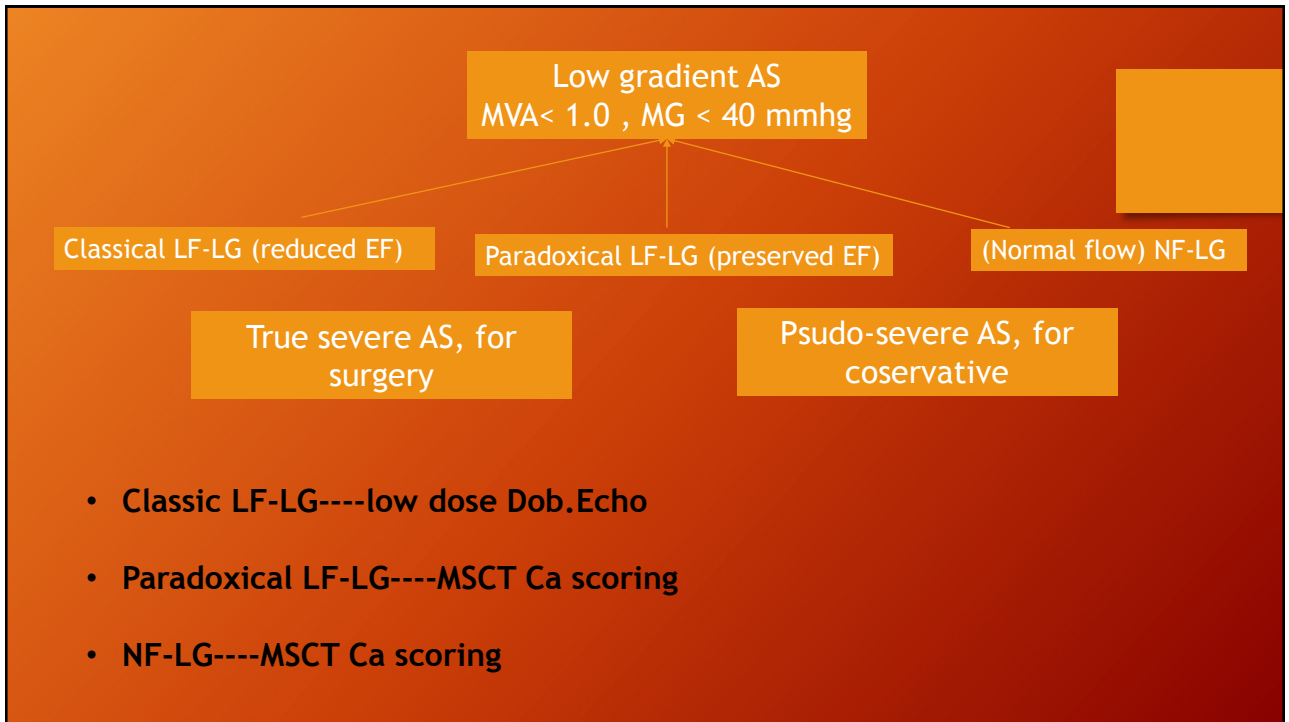 Low gradient AS
MVA< 1.0 , MG < 40 mmhg
Classical LF-LG (reduced EF)
Paradoxical LF-LG (preserved EF)
(Normal flow) NF-LG
True severe AS, for
surgery
Psudo-severe AS, for
coservative
• Classic LF-LG----low dose Dob.Echo
• Paradoxical LF-LG----MSCT Ca scoring
• NF-LG----MSCT Ca scoring